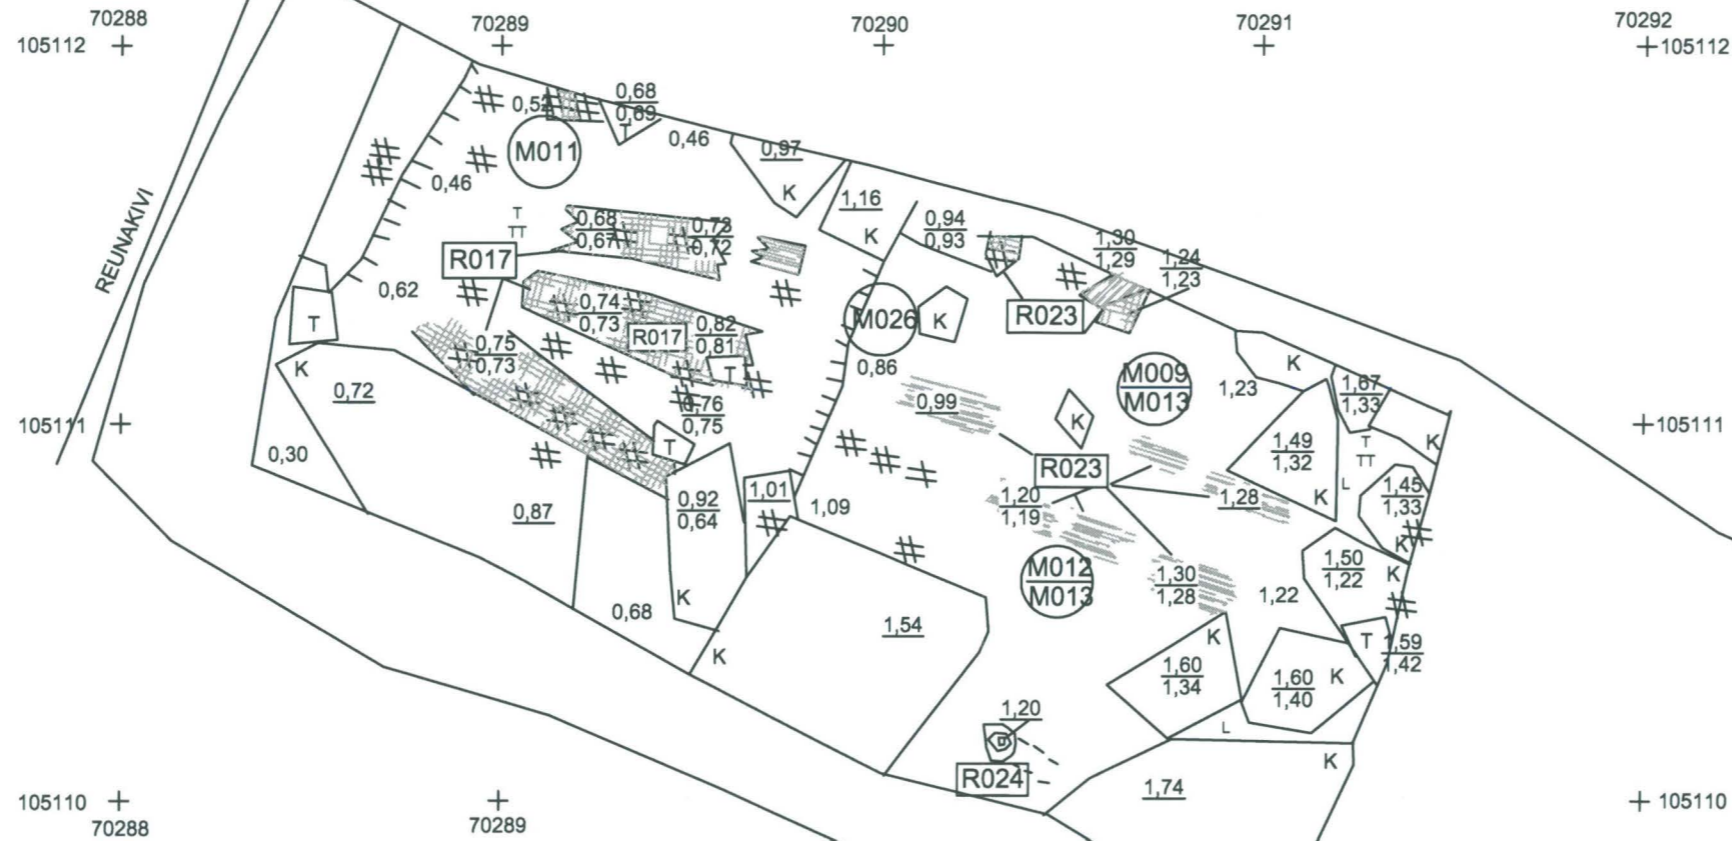 70288
70289
70290
70291
70292
105112
105112
0,68
0,69
T
0,52
0,46
M011
0,97
K
0,46
1,16
K
0,94
0,93
1,30
1,29
1,24
1,23
REUNAKIVI
T
TT
0,68
0,67
0,73
0,72
R017
0,62
T
0,74
0,73
R017
0,82
0,81
T
M026
K
R023
0,86
0,75
0,73
K
0,72
0,76
0,75
T
M009
M013
1,23
K
1,67
1,33
0,99
K
105111
105111
0,30
0,87
0,92
0,64
1,01
1,09
R023
1,20
1,19
1,28
1,49
1,32
K
T
TT
L
K
1,45
1,33
K
1,50
1,22
K
M012
M013
1,30
1,28
1,22
0,68
K
K
1,54
K
1,60
1,34
1,60
1,40
K
T
1,59
1,42
1,20
R024
L
K
1,74
105110
105110
70288
70289